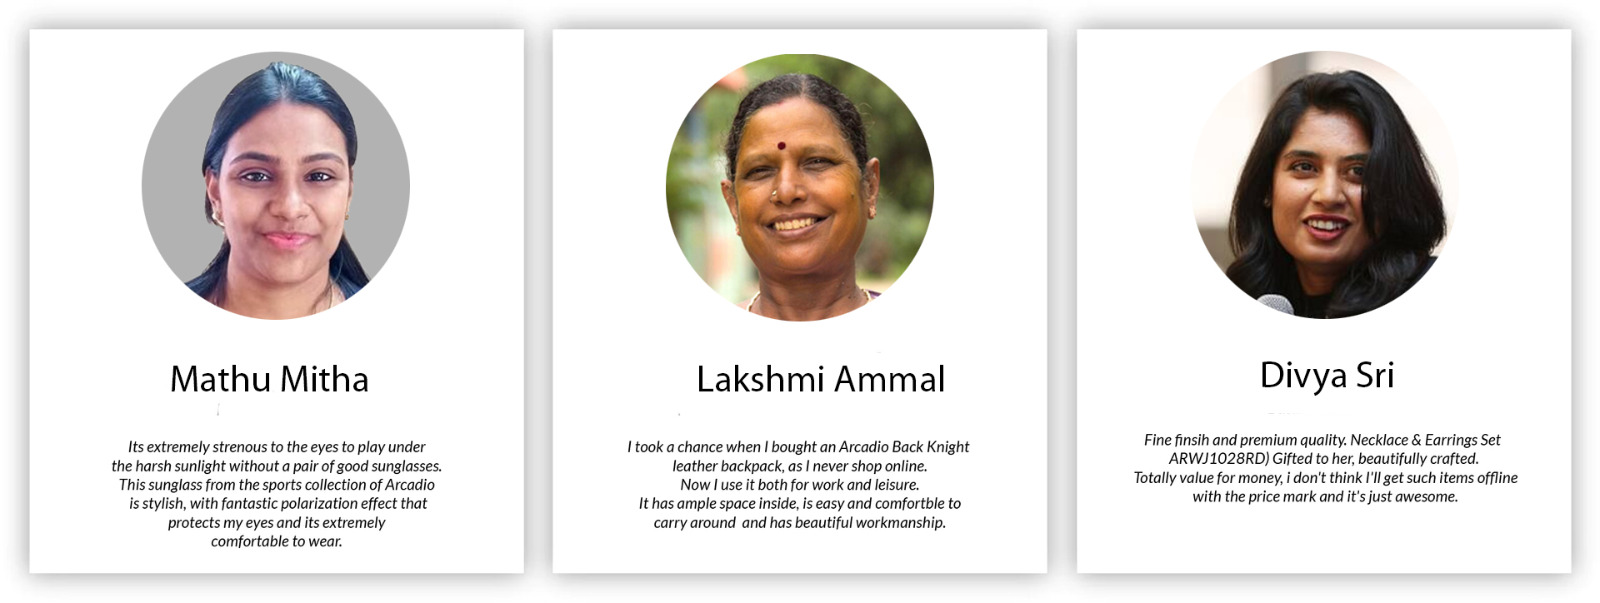 Mathu Mitha
Its extremely strenous to the eyes to play under
the harsh sunlight without a pair of good sunglasses.
This sunglass from the sports collection of Arcadio
is stylish, with fantastic polarization effect that
protects my eyes and its extremely
comfortable to wear.
Lakshmi Ammal
I took a chance when I bought an Arcadio Back Knight
leather backpack, as I never shop online.
Now I use it both for work and leisure.
It has ample space inside, is easy and comfortble to
carry around and has beautiful workmanship.
Divya Sri
Fine finsih and premium quality. Necklace & Earrings Set
ARWJ1028RD) Gifted to her, beautifully crafted.
Totally value for money, i don't think I'll get such items offline
with the price mark and it's just awesome.